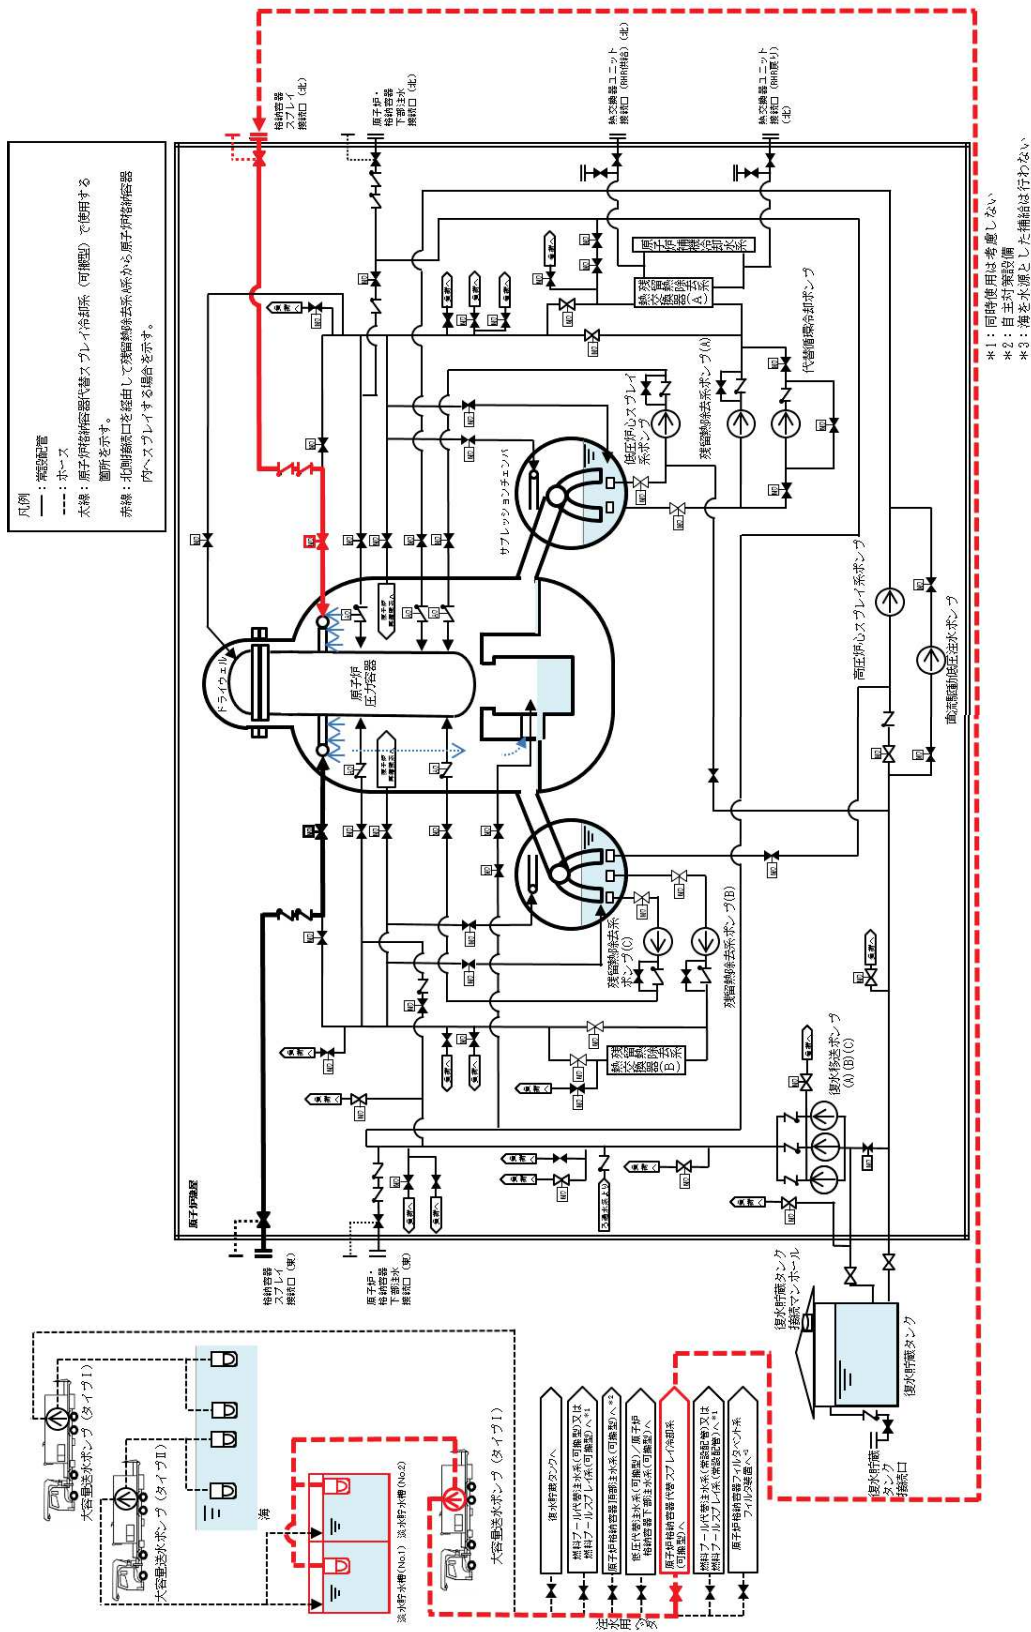 凡例
――:常設配管
----:ホース
太線:原子炉格納容器代替スプレイ冷却系(可搬型)で使用する
箇所を示す。
赤線:北側接続口を経由して残留熱除去系A系から原子炉格納容器
内へスプレイする場合を示す。
格納容器
スプレイ
接続口(北)
原子炉・
格納容器
下部注水
接続口(北)
熱交換器ユニット
接続口(RHR供給)(北)
熱交換器ユニット
接続口(RHR戻り)
(北)
*1:同時使用は考慮しない
*2:自主対策設備
*3:海を水源とした補給は行わない
原子炉補機冷却水系
残留熱除去系
熱交換器(A)
代替循環冷却ポンプ
残留熱除去系ポンプ(A)
低圧炉心スプレイ
系ポンプ
サプレッションチェンバ
ドライウェル
原子炉
圧力容器
高圧炉心スプレイ系ポンプ
直流駆動低圧注水ポンプ
残留熱除去系
ポンプ(C)
残留熱除去系ポンプ(B)
残留熱除去系
熱交換器(B)
復水移送ポンプ
(A)(B)(C)
原子炉建屋
格納容器
スプレイ
接続口(東)
原子炉・
格納容器
下部注水
接続口(東)
復水貯蔵タンク
接続マンホール
復水貯蔵タンク
復水貯蔵
タンク
接続口
大容量送水ポンプ(タイプⅠ)
大容量送水ポンプ(タイプⅡ)
海
淡水貯水槽(No.1)
淡水貯水槽(No.2)
大容量送水ポンプ(タイプⅠ)
注水用ヘッダ
復水貯蔵タンクへ
燃料プール代替注水系(可搬型)又は
燃料プールスプレイ系(可搬型)へ*1
原子炉格納容器頂部注水系(可搬型)へ*2
低圧代替注水系(可搬型)/原子炉
格納容器下部注水系(可搬型)へ
原子炉格納容器代替スプレイ冷却系
(可搬型)へ
燃料プール代替注水系(常設配管)又は
燃料プールスプレイ系(常設配管)へ*1
原子炉格納容器フィルタベント系
フィルタ装置へ*3